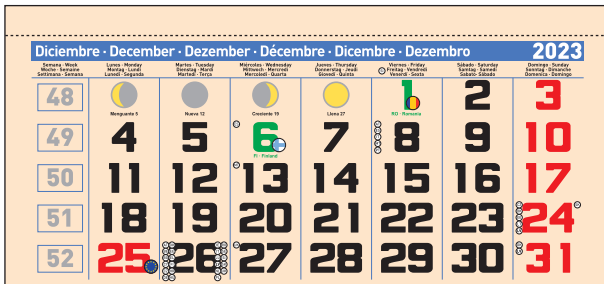 Diciembre · December · Dezember · Décembre · Dicembre · Dezembro 2023
Semana · Week Lunes · Monday Martes · Tuesday Miércoles · Wednesday Jueves · Thursday Viernes · Friday Sábado · Saturday Domingo · Sunday
Woche · Semaine Montag · Lundi Dienstag · Mardi Mittwoch · Mercredi Donnerstag · Jeudi Freitag · Vendredi Samstag · Samedi Sonntag · Dimanche
Settimana · Semana Lunedì · Segunda Martedì · Terça Mercoledì · Quarta Giovedì · Quinta Venerdì · Sexta Sabato · Sábado Domenica · Domingo
48 1 2 3
Menguante 5 Nueva 12 Creciente 19 Llena 27 RO · Romania
49 4 5 6 7 8 9 10
FI · Finland
50 11 12 13 14 15 16 17
51 18 19 20 21 22 23 24
52 25 26 27 28 29 30 31